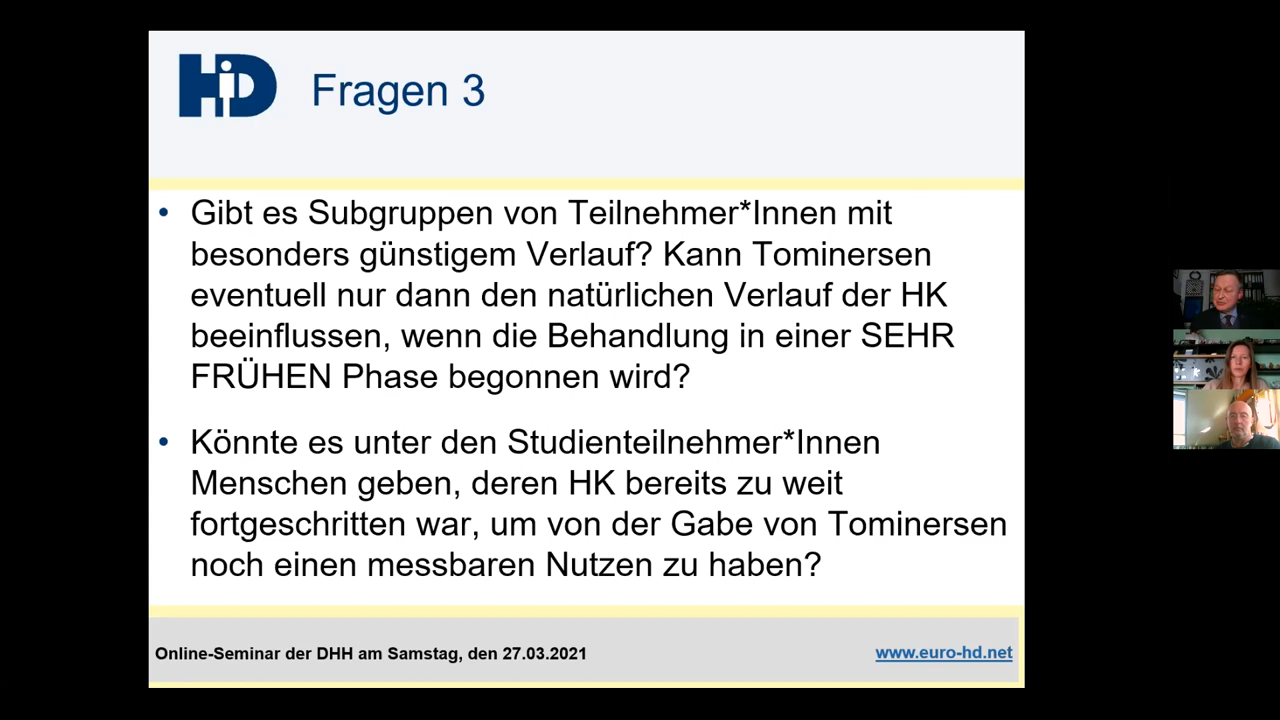 HD Fragen 3
• Gibt es Subgruppen von Teilnehmer*Innen mit
besonders günstigem Verlauf? Kann Tominersen
eventuell nur dann den natürlichen Verlauf der HK
beeinflussen, wenn die Behandlung in einer SEHR
FRÜHEN Phase begonnen wird?
• Könnte es unter den Studienteilnehmer*Innen
Menschen geben, deren HK bereits zu weit
fortgeschritten war, um von der Gabe von Tominersen
noch einen messbaren Nutzen zu haben?
Online-Seminar der DHH am Samstag, den 27.03.2021 www.euro-hd.net